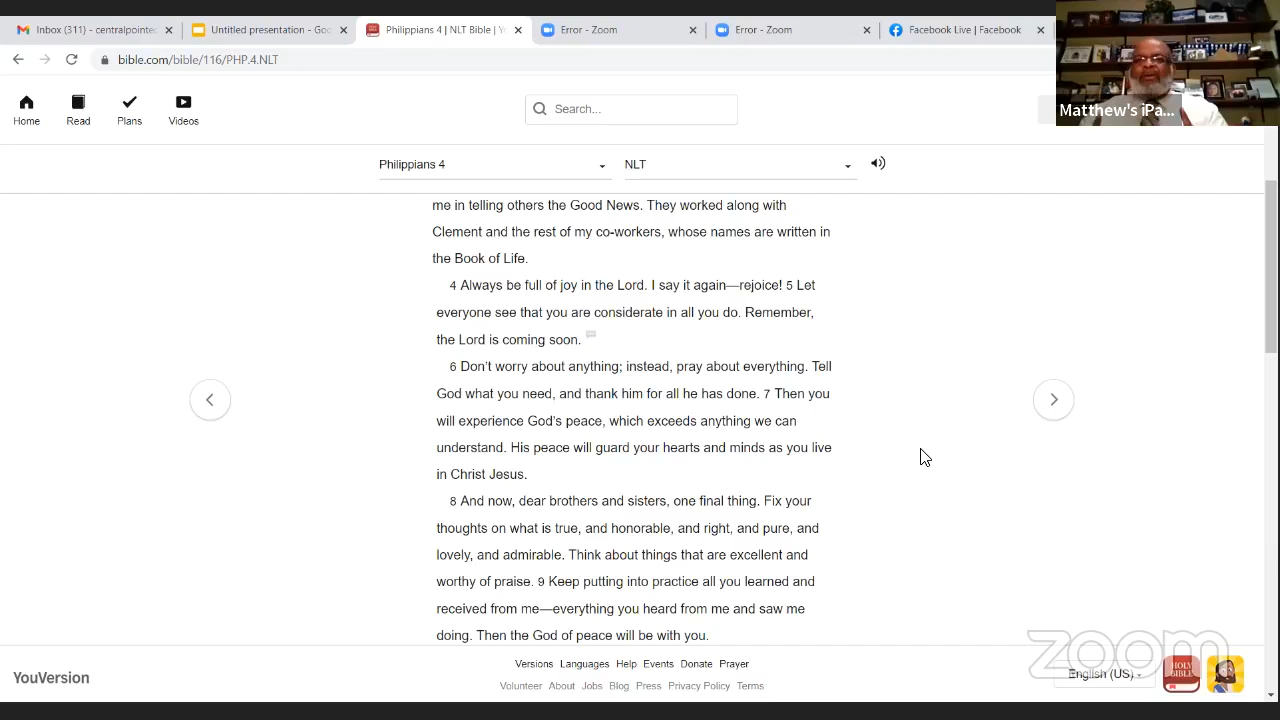 Inbox (311) - centralpointec
Untitled presentation - Goo
Philippians 4 | NLT Bible | Yo
Error - Zoom
Error - Zoom
Facebook Live | Facebook
bible.com/bible/116/PHP.4.NLT
Matthew's iPa...
Home
Read
Plans
Videos
Search...
Philippians 4
NLT
me in telling others the Good News. They worked along with
Clement and the rest of my co-workers, whose names are written in
the Book of Life.
4 Always be full of joy in the Lord. I say it again—rejoice! 5 Let
everyone see that you are considerate in all you do. Remember,
the Lord is coming soon.
6 Don’t worry about anything; instead, pray about everything. Tell
God what you need, and thank him for all he has done. 7 Then you
will experience God’s peace, which exceeds anything we can
understand. His peace will guard your hearts and minds as you live
in Christ Jesus.
8 And now, dear brothers and sisters, one final thing. Fix your
thoughts on what is true, and honorable, and right, and pure, and
lovely, and admirable. Think about things that are excellent and
worthy of praise. 9 Keep putting into practice all you learned and
received from me—everything you heard from me and saw me
doing. Then the God of peace will be with you.
zoom
Versions Languages Help Events Donate Prayer
YouVersion
English (US)
HOLY BIBLE
Volunteer About Jobs Blog Press Privacy Policy Terms